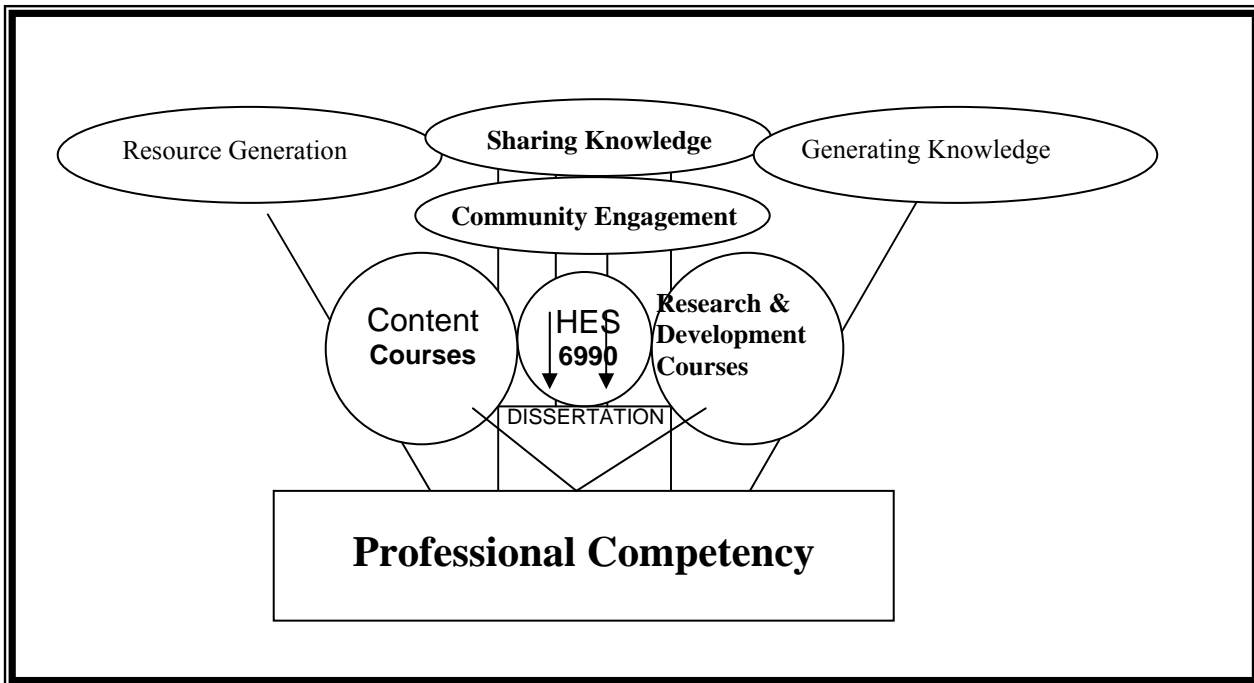 Resource Generation
Sharing Knowledge
Generating Knowledge
Community Engagement
Content
Courses
HES
6990
Research &
Development
Courses
DISSERTATION
Professional Competency